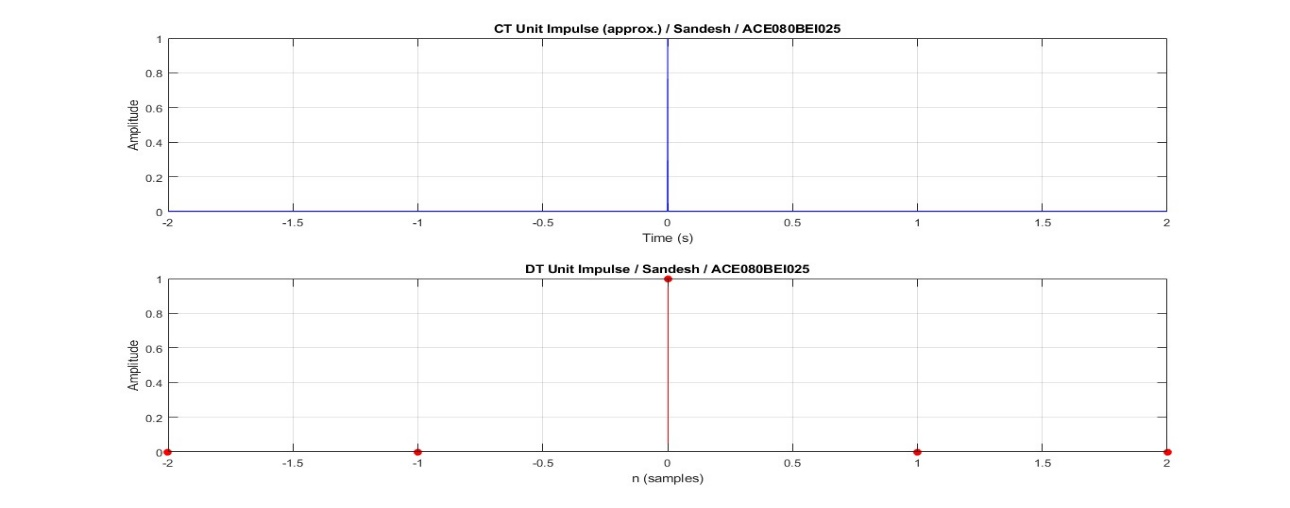 CT Unit Impulse (approx.) / Sandesh / ACE080BEI025
Amplitude
1
0.8
0.6
0.4
0.2
0
-2 -1.5 -1 -0.5 0 0.5 1 1.5 2
Time (s)
DT Unit Impulse / Sandesh / ACE080BEI025
Amplitude
1
0.8
0.6
0.4
0.2
0
-2 -1.5 -1 -0.5 0 0.5 1 1.5 2
n (samples)